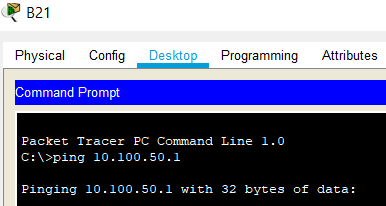 B21
Physical Config Desktop Programming Attributes
Command Prompt
Packet Tracer PC Command Line 1.0
C:\>ping 10.100.50.1
Pinging 10.100.50.1 with 32 bytes of data: